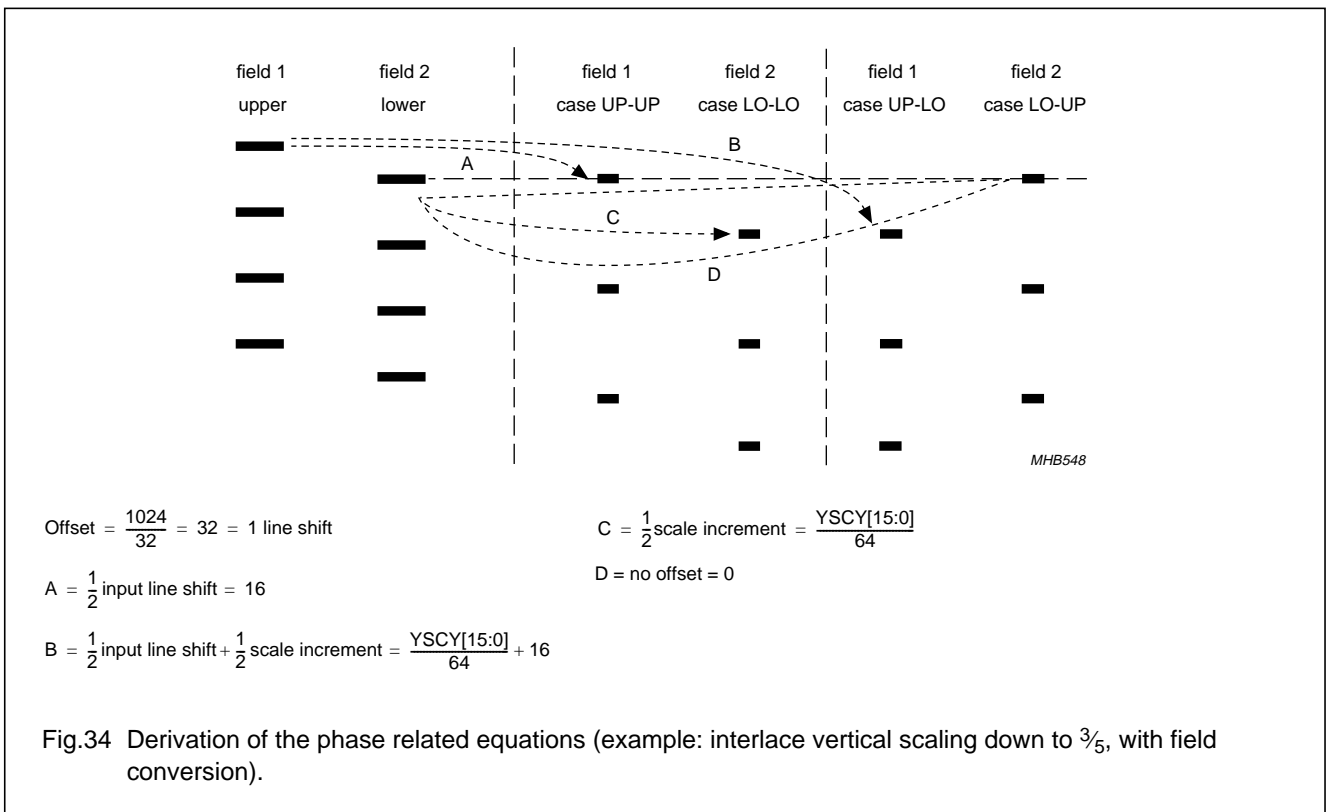 field 1 field 2 field 1 field 2 field 1 field 2
upper lower case UP-UP case LO-LO case UP-LO case LO-UP
B
A
C
D
MHB548
Offset = 1024/32 = 32 = 1 line shift
C = 1/2 scale increment = YSCY[15:0]/64
A = 1/2 input line shift = 16
D = no offset = 0
B = 1/2 input line shift + 1/2 scale increment = YSCY[15:0]/64 + 16
Fig.34 Derivation of the phase related equations (example: interlace vertical scaling down to 3/5, with field
conversion).